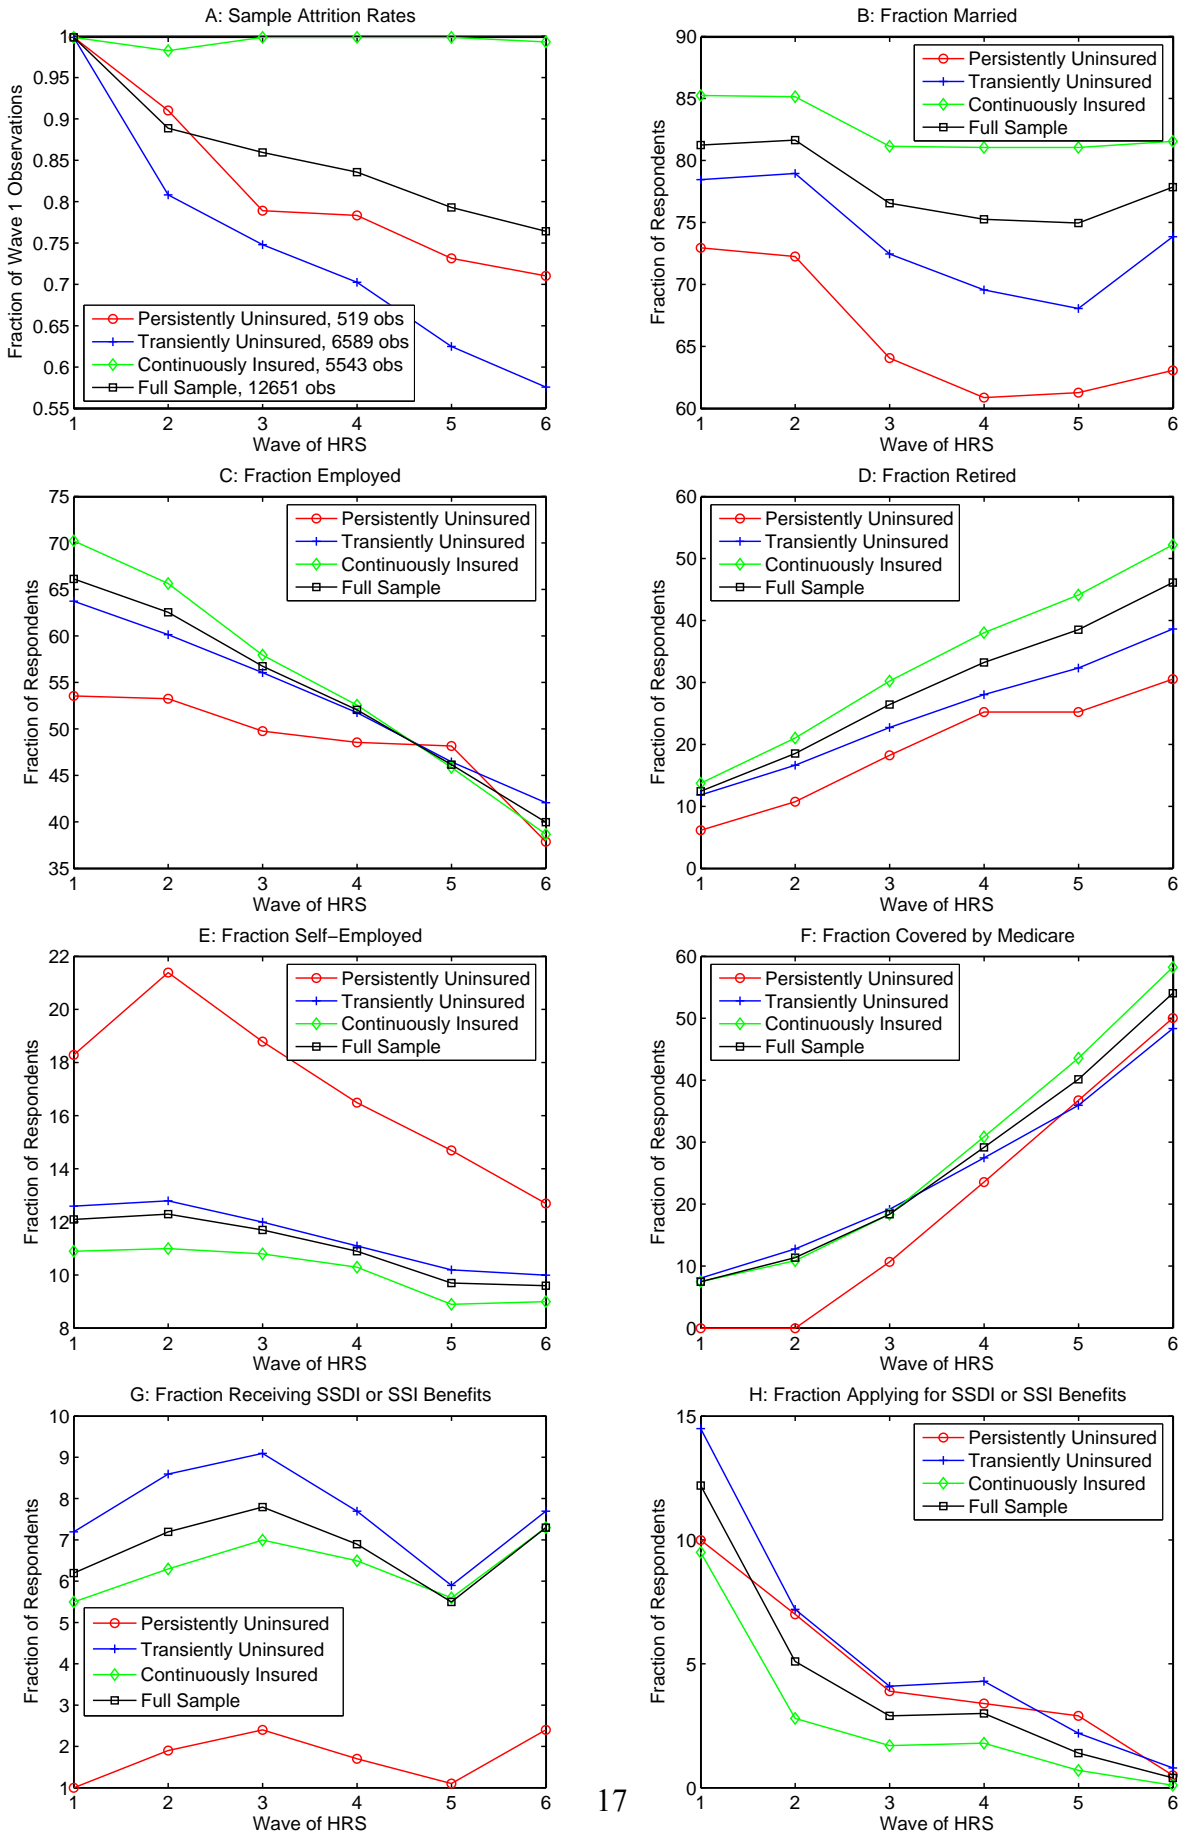 A: Sample Attrition Rates
1
0.95
0.9
0.85
0.8
0.75
0.7
0.65
0.6
0.55
Fraction of Wave 1 Observations
Persistently Uninsured, 519 obs
Transiently Uninsured, 6589 obs
Continuously Insured, 5543 obs
Full Sample, 12651 obs
1 2 3 4 5 6
Wave of HRS
B: Fraction Married
90
85
80
75
70
65
60
Fraction of Respondents
Persistently Uninsured
Transiently Uninsured
Continuously Insured
Full Sample
1 2 3 4 5 6
Wave of HRS
C: Fraction Employed
75
70
65
60
55
50
45
40
35
Fraction of Respondents
Persistently Uninsured
Transiently Uninsured
Continuously Insured
Full Sample
1 2 3 4 5 6
Wave of HRS
D: Fraction Retired
60
50
40
30
20
10
0
Fraction of Respondents
Persistently Uninsured
Transiently Uninsured
Continuously Insured
Full Sample
1 2 3 4 5 6
Wave of HRS
E: Fraction Self−Employed
22
20
18
16
14
12
10
8
Fraction of Respondents
Persistently Uninsured
Transiently Uninsured
Continuously Insured
Full Sample
1 2 3 4 5 6
Wave of HRS
F: Fraction Covered by Medicare
60
50
40
30
20
10
0
Fraction of Respondents
Persistently Uninsured
Transiently Uninsured
Continuously Insured
Full Sample
1 2 3 4 5 6
Wave of HRS
G: Fraction Receiving SSDI or SSI Benefits
10
9
8
7
6
5
4
3
2
1
Fraction of Respondents
Persistently Uninsured
Transiently Uninsured
Continuously Insured
Full Sample
1 2 3 4 5 6
Wave of HRS
H: Fraction Applying for SSDI or SSI Benefits
15
10
5
0
Fraction of Respondents
Persistently Uninsured
Transiently Uninsured
Continuously Insured
Full Sample
1 2 3 4 5 6
Wave of HRS
17